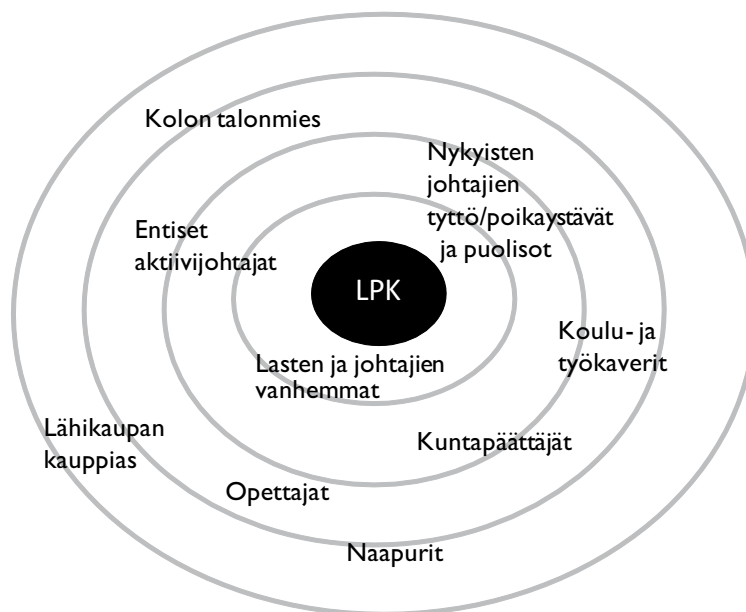 Kolon talonmies
Nykyisten
johtajien
tyttö/poikaystävät
ja puolisot
Entiset
aktiivijohtajat
LPK
Koulu- ja
työkaverit
Lasten ja johtajien
vanhemmat
Lähikaupan
kauppias
Kuntapäättäjät
Opettajat
Naapurit